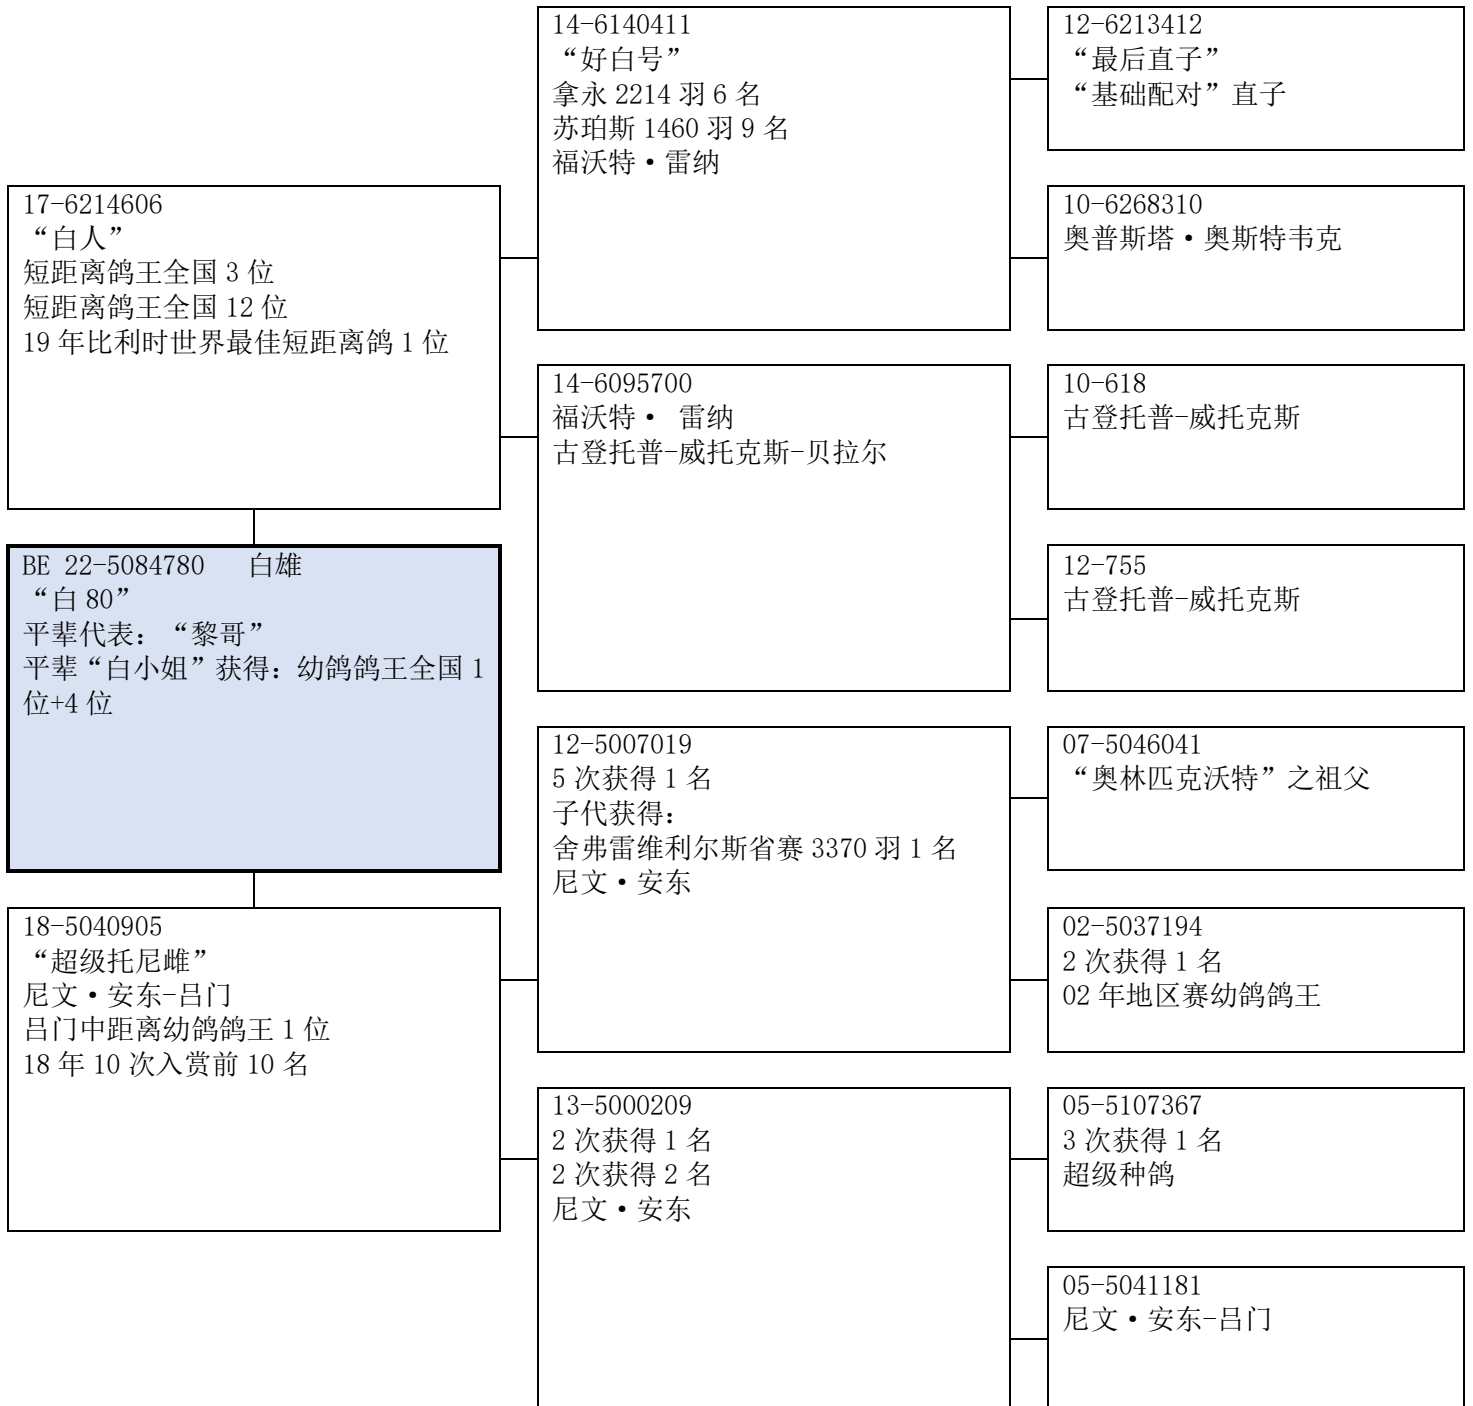 17-6214606
“白人”
短距离鸽王全国 3 位
短距离鸽王全国 12 位
19 年比利时世界最佳短距离鸽 1 位
BE 22-5084780 白雄
“白 80”
平辈代表：“黎哥”
平辈“白小姐”获得：幼鸽鸽王全国 1
位+4 位
18-5040905
“超级托尼雌”
尼文•安东-吕门
吕门中距离幼鸽鸽王 1 位
18 年 10 次入赏前 10 名
14-6140411
“好白号”
拿永 2214 羽 6 名
苏珀斯 1460 羽 9 名
福沃特•雷纳
14-6095700
福沃特• 雷纳
古登托普-威托克斯-贝拉尔
12-5007019
5 次获得 1 名
子代获得：
舍弗雷维利尔斯省赛 3370 羽 1 名
尼文•安东
13-5000209
2 次获得 1 名
2 次获得 2 名
尼文•安东
12-6213412
“最后直子”
“基础配对”直子
10-6268310
奥普斯塔•奥斯特韦克
10-618
古登托普-威托克斯
12-755
古登托普-威托克斯
07-5046041
“奥林匹克沃特”之祖父
02-5037194
2 次获得 1 名
02 年地区赛幼鸽鸽王
05-5107367
3 次获得 1 名
超级种鸽
05-5041181
尼文•安东-吕门